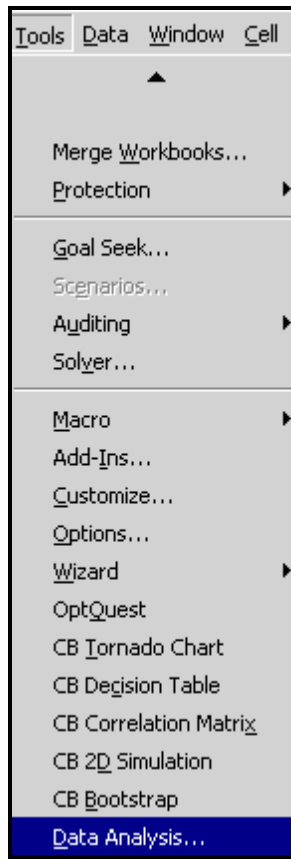 Tools Data Window Cell
Merge Workbooks...
Protection
Goal Seek...
Scenarios...
Auditing
Solver...
Macro
Add-Ins...
Customize...
Options...
Wizard
OptQuest
CB Tornado Chart
CB Decision Table
CB Correlation Matrix
CB 2D Simulation
CB Bootstrap
Data Analysis...